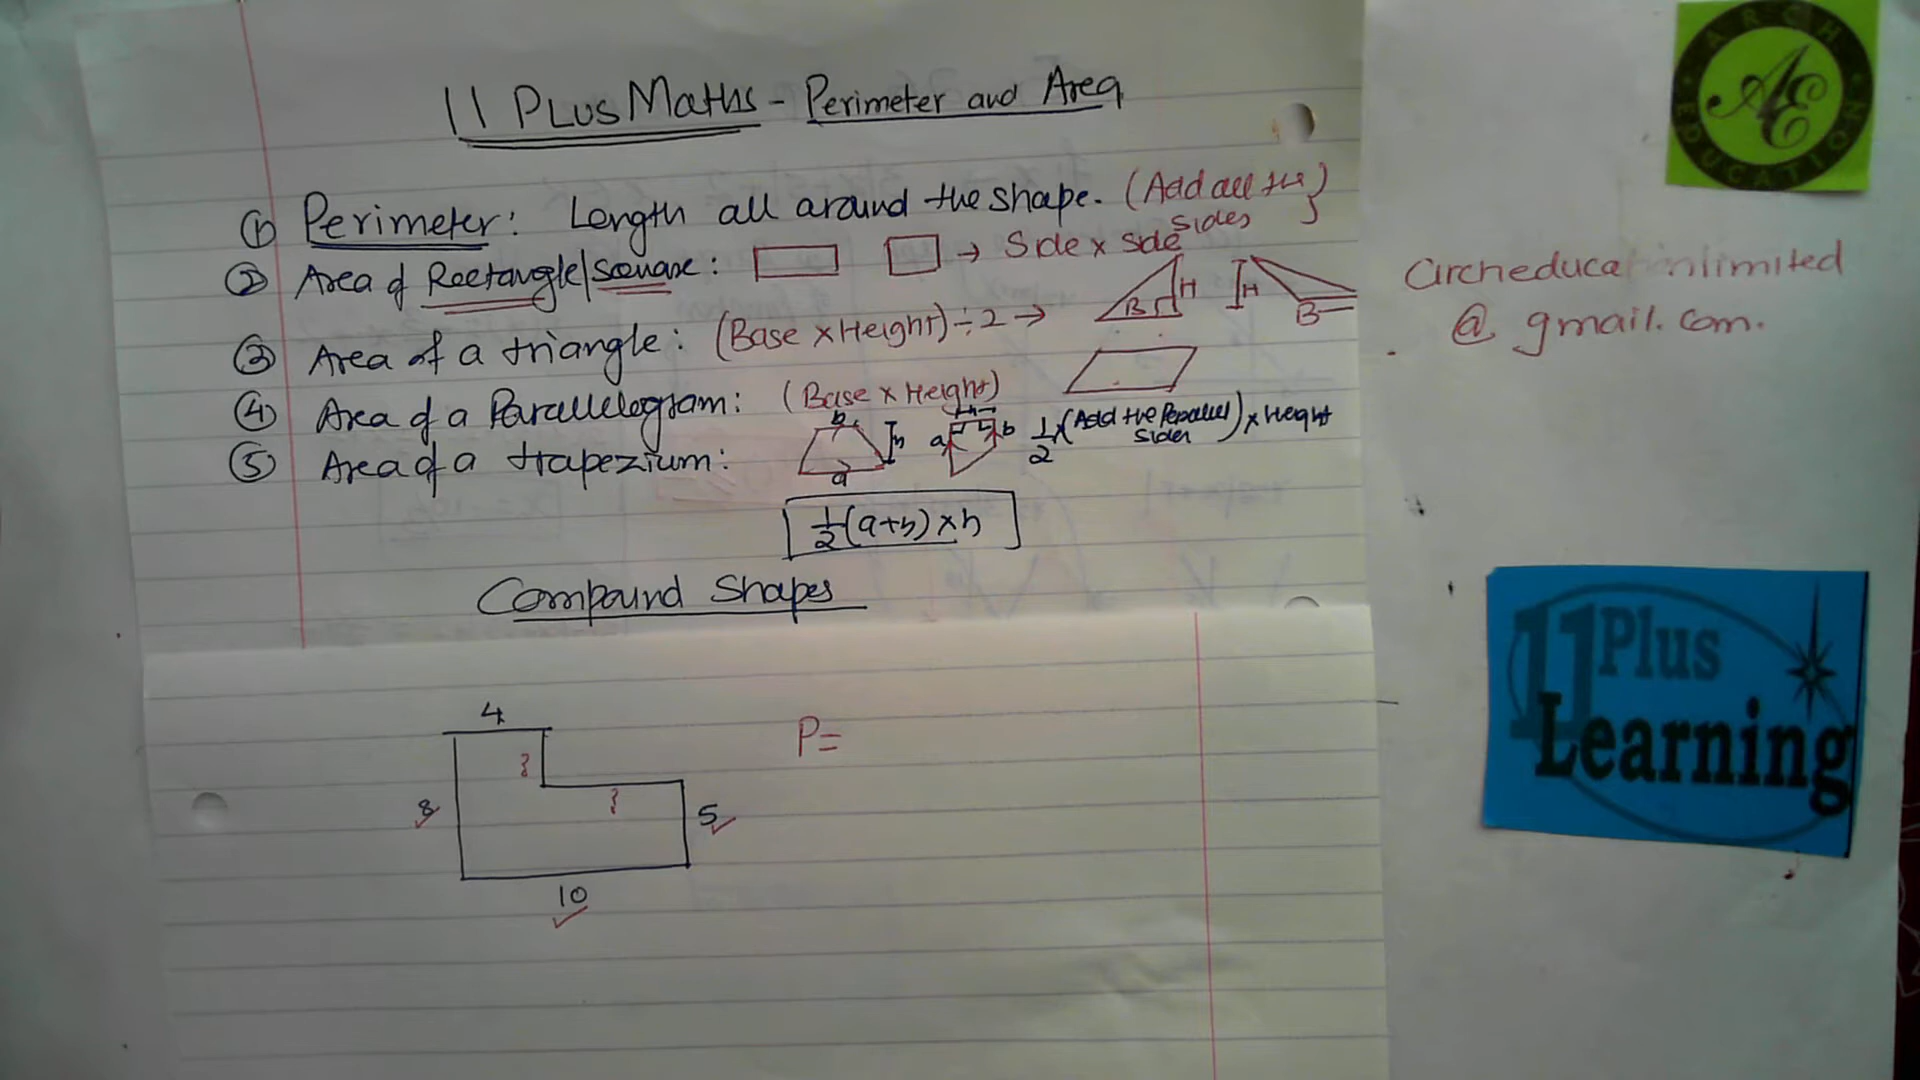 11 PLUS Maths - Perimeter and Area
ARCH EDUCATION
AE
① Perimeter: Length all around the shape. (Add all the sides)
② Area of Rectangle/Square: → Side x side
③ Area of a triangle: (Base x Height) ÷ 2 →
B H
H B
④ Area of a Parallelogram: (Base x Height)
⑤ Area of a trapezium: 1/2 x (Add the Parallel sides) x Height
b h a
h a b
1/2 (a+b) x h
archeduca nlimited
@ gmail.com.
Compound Shapes
11 Plus
Learning
4
?
?
8
5
10
P=